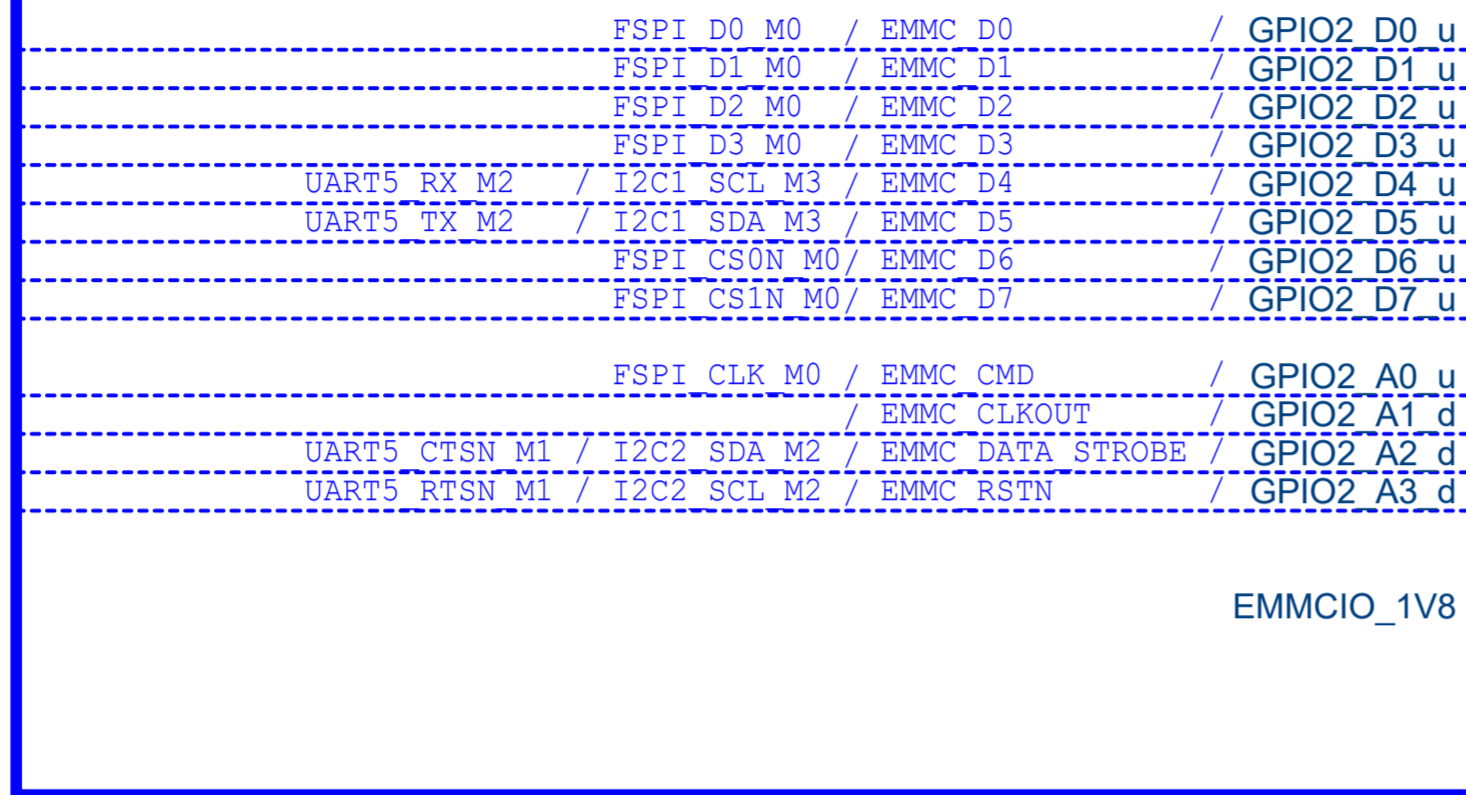 FSPI_D0_M0 / EMMC_D0 / GPIO2_D0_u
FSPI_D1_M0 / EMMC_D1 / GPIO2_D1_u
FSPI_D2_M0 / EMMC_D2 / GPIO2_D2_u
FSPI_D3_M0 / EMMC_D3 / GPIO2_D3_u
UART5_RX_M2 / I2C1_SCL_M3 / EMMC_D4 / GPIO2_D4_u
UART5_TX_M2 / I2C1_SDA_M3 / EMMC_D5 / GPIO2_D5_u
FSPI_CS0N_M0/ EMMC_D6 / GPIO2_D6_u
FSPI_CS1N_M0/ EMMC_D7 / GPIO2_D7_u
FSPI_CLK_M0 / EMMC_CMD / GPIO2_A0_u
/ EMMC_CLKOUT / GPIO2_A1_d
UART5_CTSN_M1 / I2C2_SDA_M2 / EMMC_DATA_STROBE / GPIO2_A2_d
UART5_RTSN_M1 / I2C2_SCL_M2 / EMMC_RSTN / GPIO2_A3_d
EMMCIO_1V8